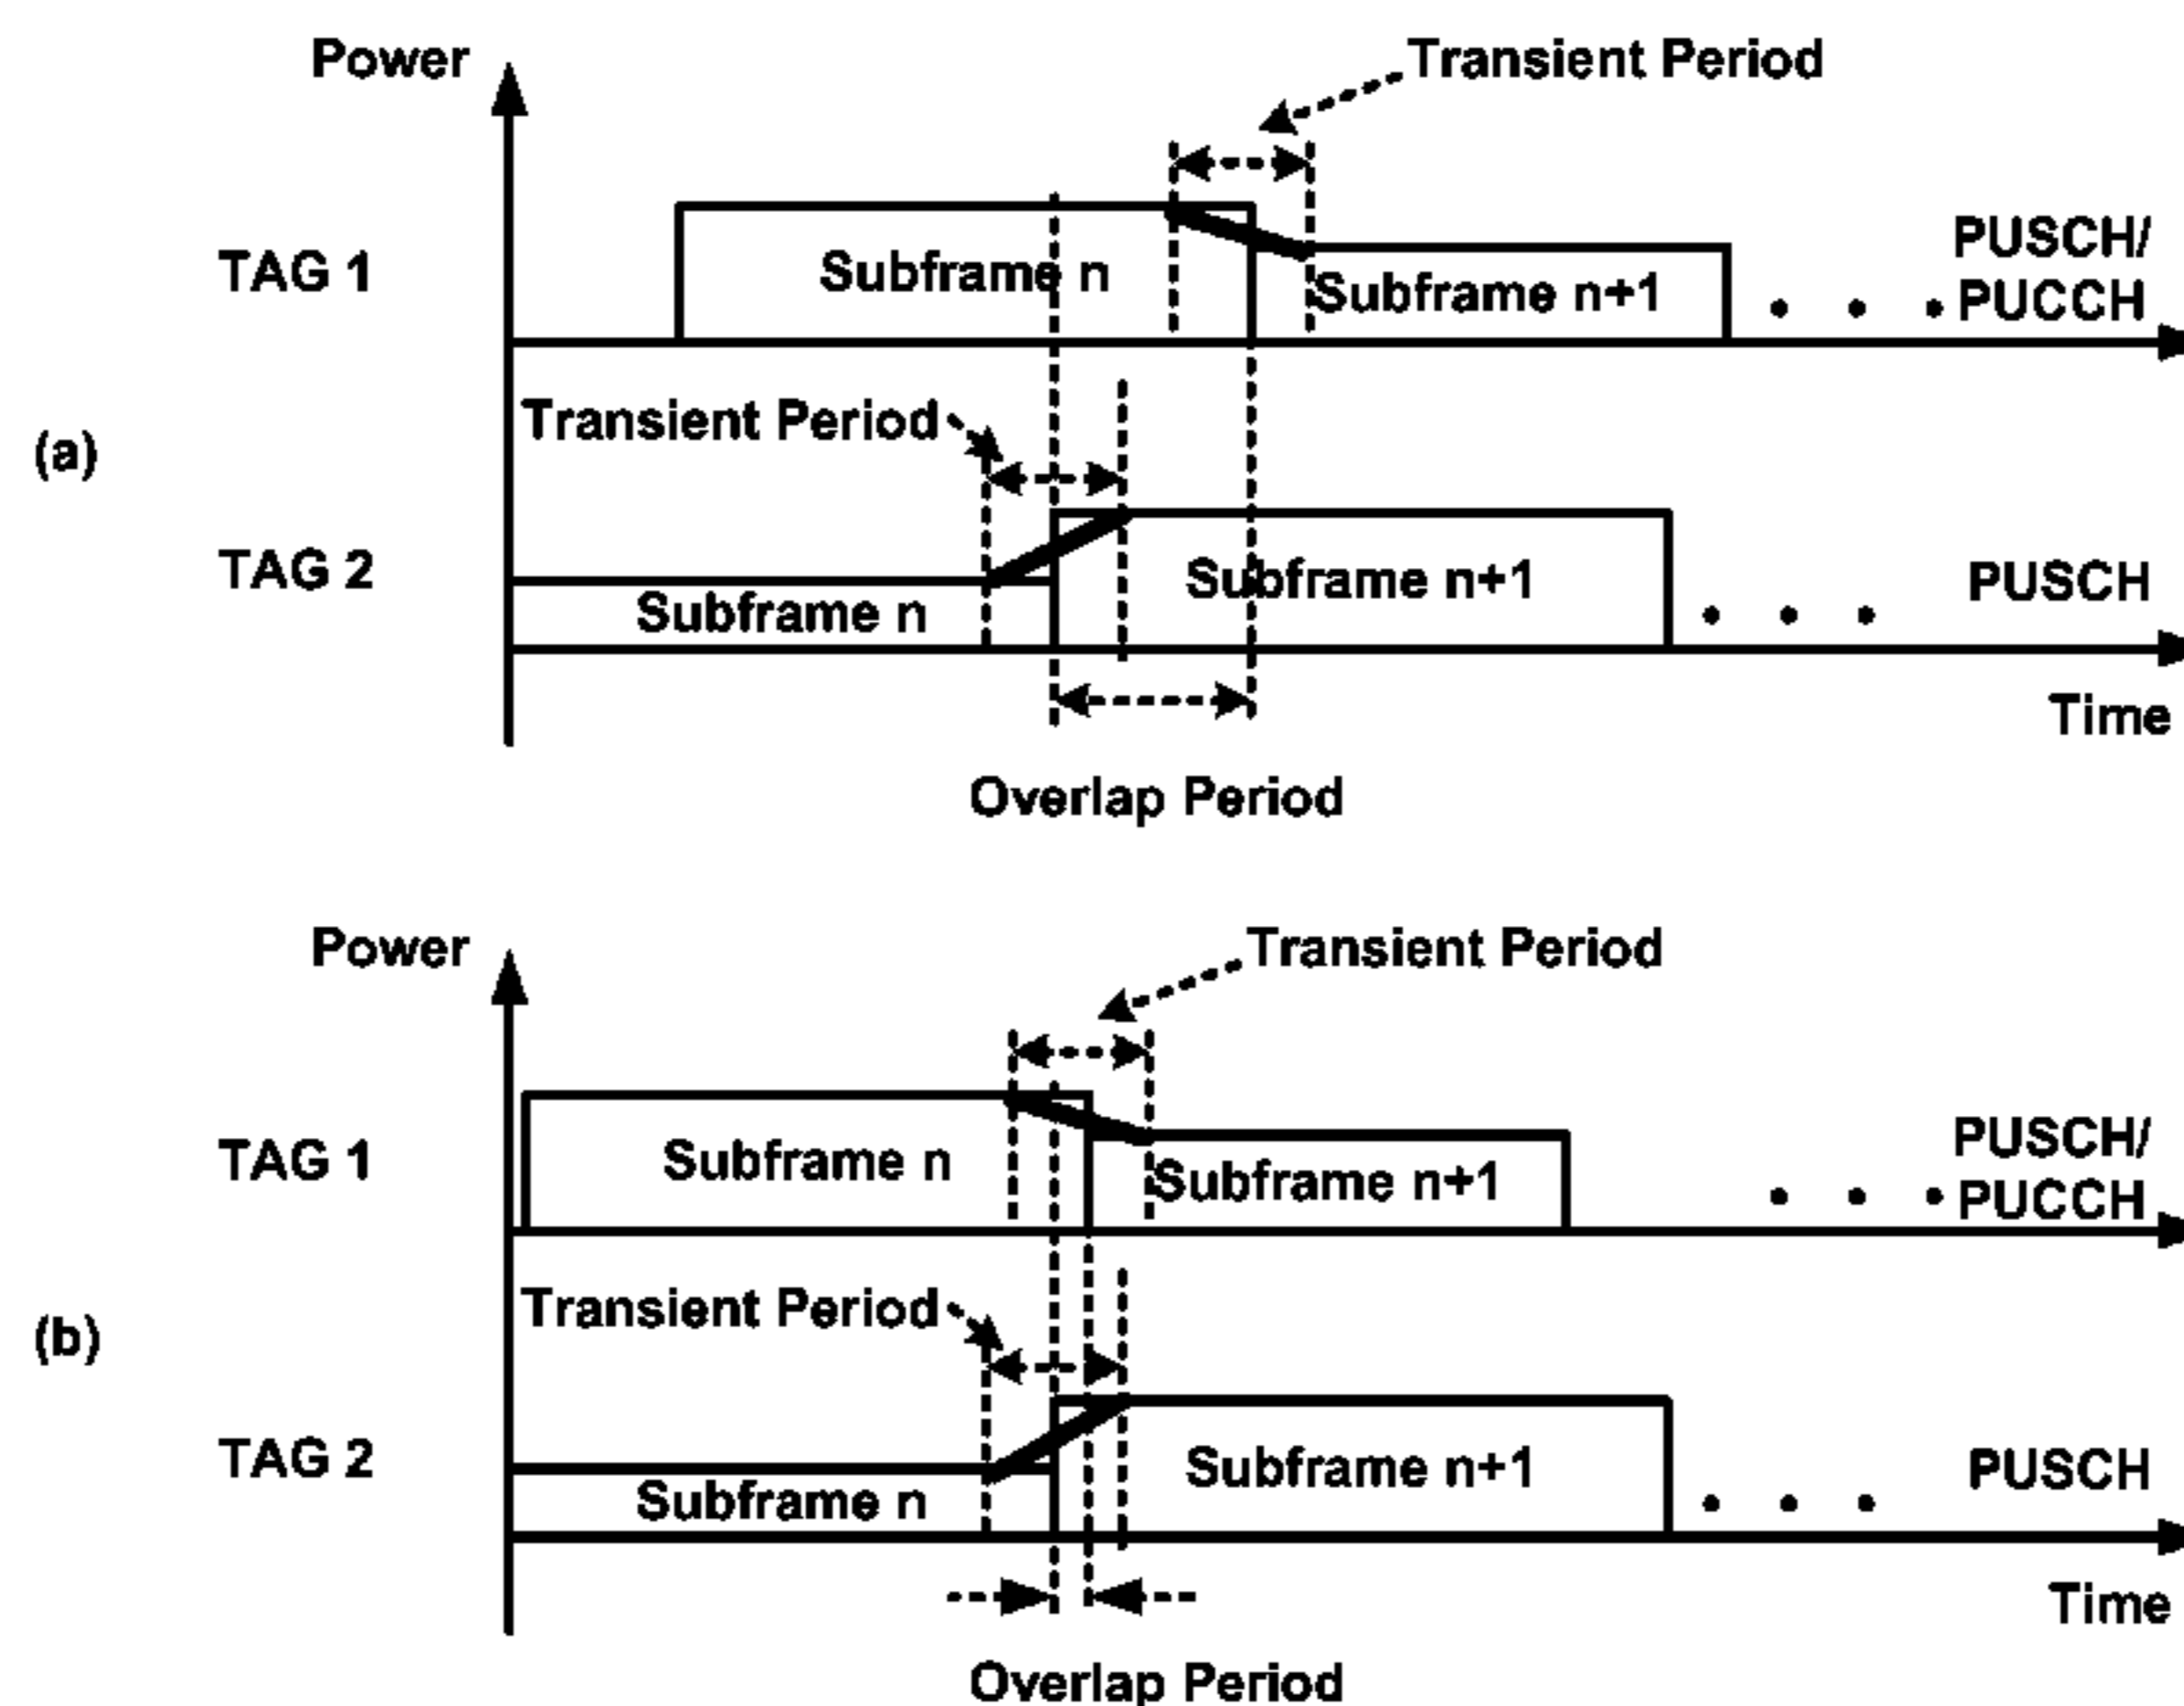 Power
Transient Period
TAG 1
Subframe n
Subframe n+1
PUSCH/
PUCCH
(a)
Transient Period
TAG 2
Subframe n
Subframe n+1
PUSCH
Time
Overlap Period
Power
Transient Period
TAG 1
Subframe n
Subframe n+1
PUSCH/
PUCCH
(b)
Transient Period
TAG 2
Subframe n
Subframe n+1
PUSCH
Time
Overlap Period